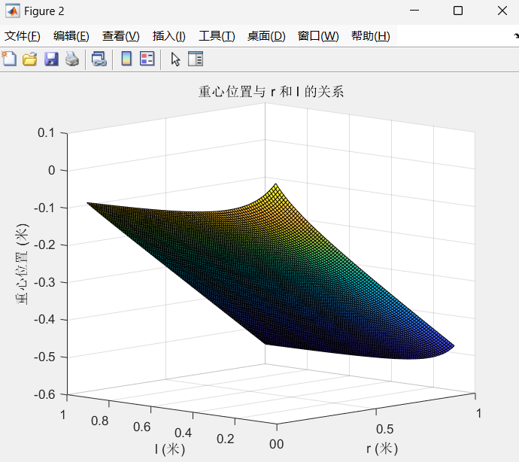 Figure 2
文件(F) 编辑(E) 查看(V) 插入(I) 工具(T) 桌面(D) 窗口(W) 帮助(H)
重心位置与 r 和 l 的关系
0.1
0
-0.1
-0.2
-0.3
-0.4
-0.5
-0.6
重心位置 (米)
1
0.8
0.6
0.4
0.2
0
l (米)
0
0.5
1
r (米)